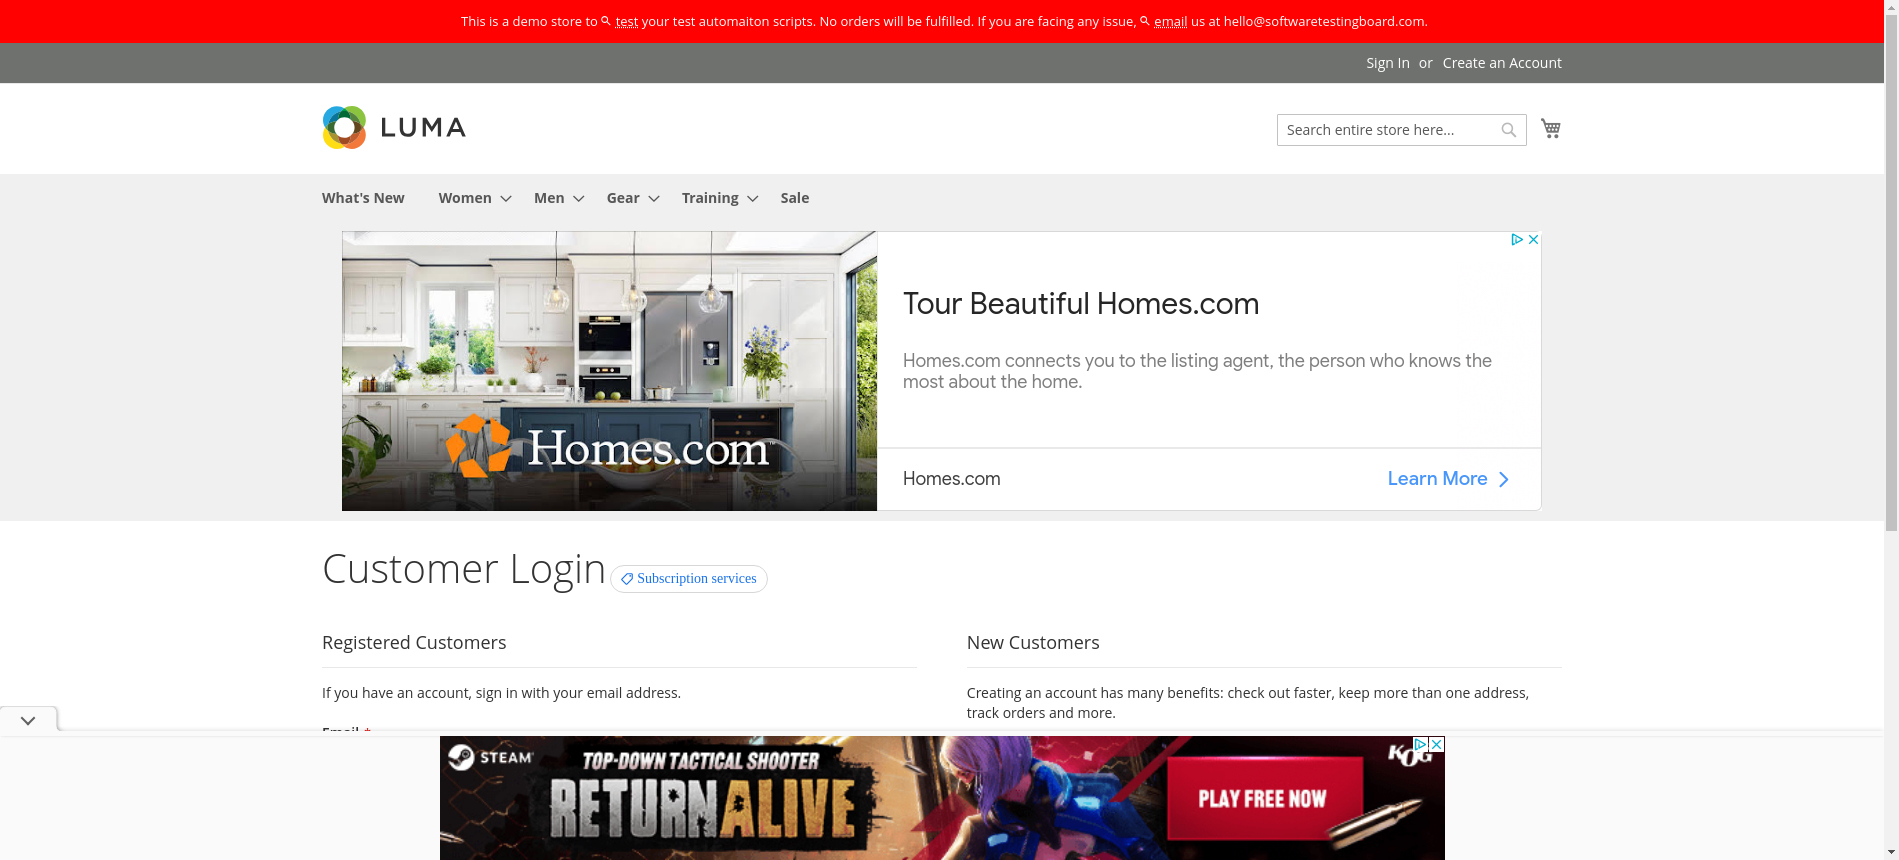 This is a demo store to test your test automaiton scripts. No orders will be fulfilled. If you are facing any issue, email us at hello@softwaretestingboard.com.
Sign In or Create an Account
LUMA
Search entire store here...
What's New Women Men Gear Training Sale
Tour Beautiful Homes.com
Homes.com connects you to the listing agent, the person who knows the
most about the home.
Homes.com
Homes.com
Learn More
Customer Login
Subscription services
Registered Customers
If you have an account, sign in with your email address.
Email *
New Customers
Creating an account has many benefits: check out faster, keep more than one address,
track orders and more.
STEAM
TOP-DOWN TACTICAL SHOOTER
RETURN ALIVE
PLAY FREE NOW
KOG